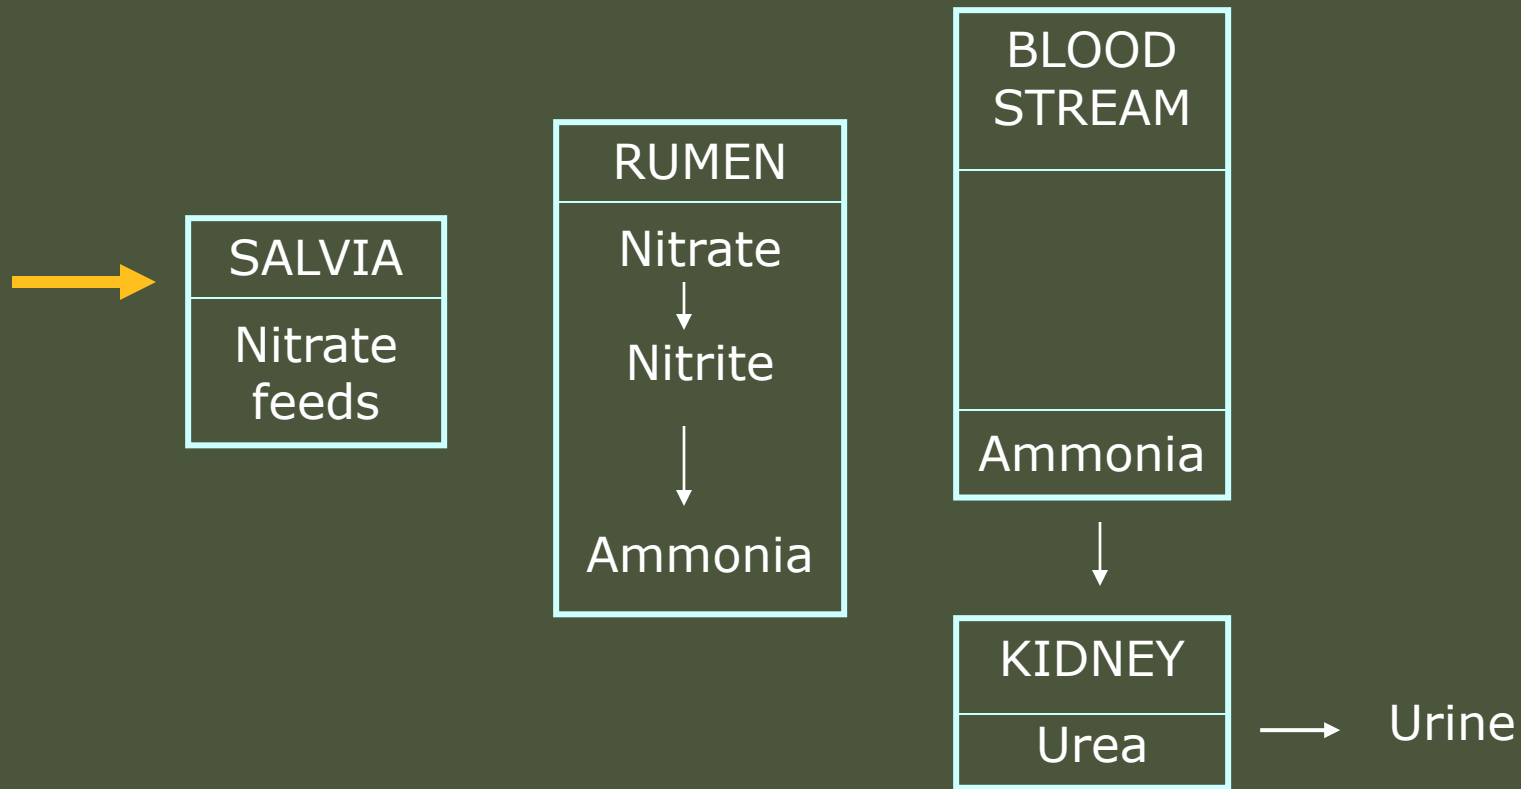 SALVIA
Nitrate
feeds
RUMEN
Nitrate
Nitrite
Ammonia
BLOOD
STREAM
Ammonia
KIDNEY
Urea
Urine